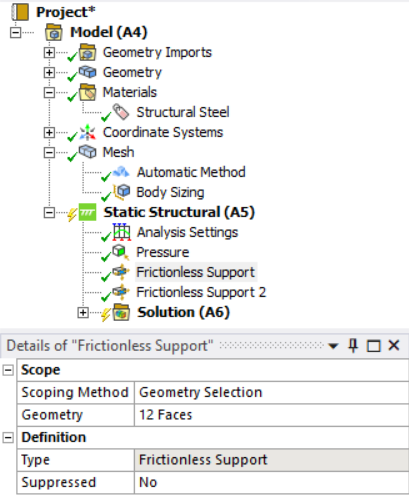 Project*
Model (A4)
Geometry Imports
Geometry
Materials
Structural Steel
Coordinate Systems
Mesh
Automatic Method
Body Sizing
Static Structural (A5)
Analysis Settings
Pressure
Frictionless Support
Frictionless Support 2
Solution (A6)
Details of "Frictionless Support"
Scope
Scoping Method Geometry Selection
Geometry 12 Faces
Definition
Type Frictionless Support
Suppressed No